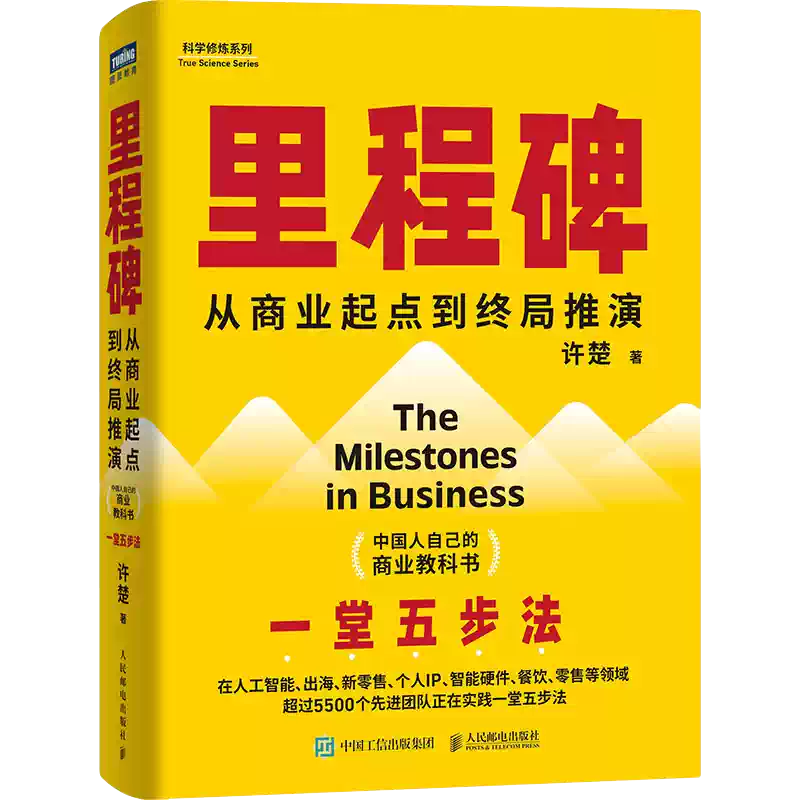 科学修炼系列
True Science Series
里程碑
从商业起点到终局推演
许楚 著
The
Milestones
in Business
中国人自己的
商业教科书
一堂五步法
在人工智能、出海、新零售、个人IP、智能硬件、餐饮、零售等领域
超过5500个先进团队正在实践一堂五步法
中国工信出版集团
人民邮电出版社
POSTS & TELECOM PRESS
TURING
图灵教育
里程碑
从商业起点
到终局推演
中国人自己的
商业
教科书
一堂五步法
许楚 著
人民邮电出版社